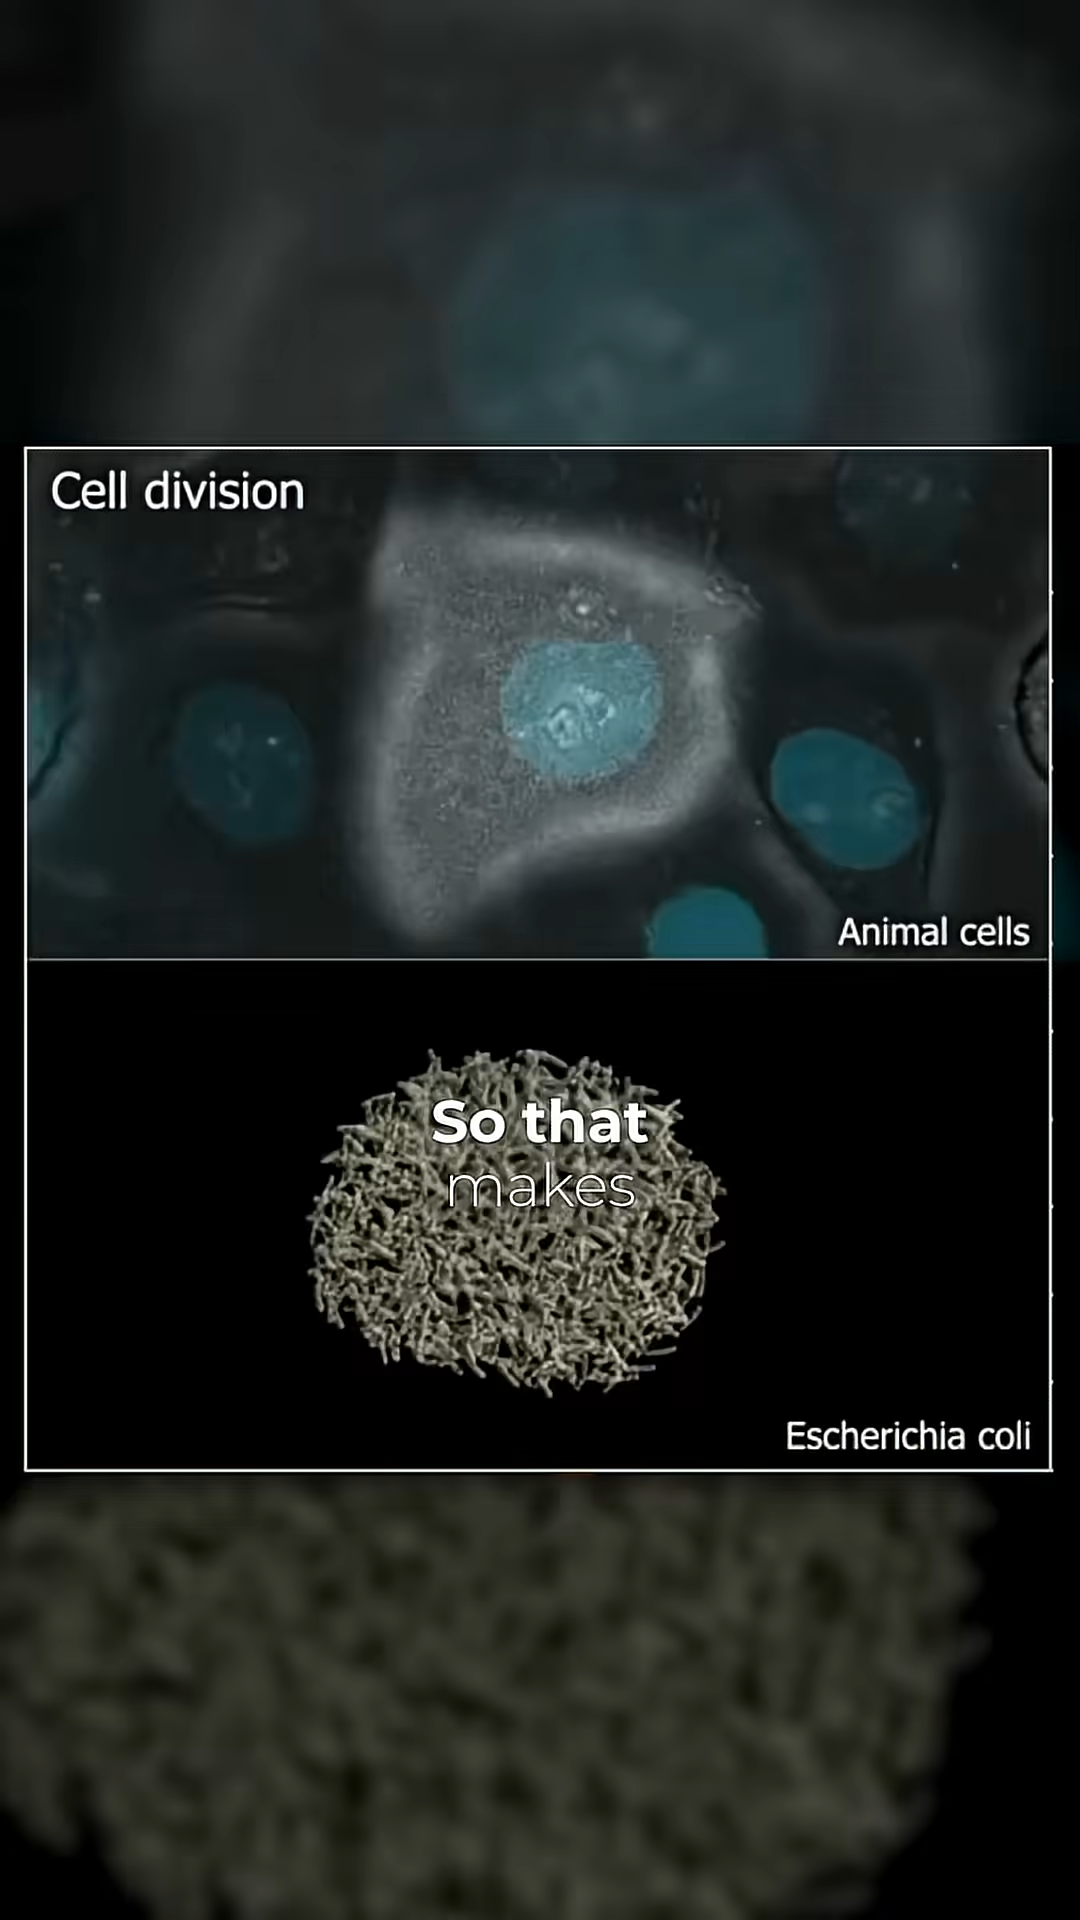 Cell division
Animal cells
So that
makes
Escherichia coli